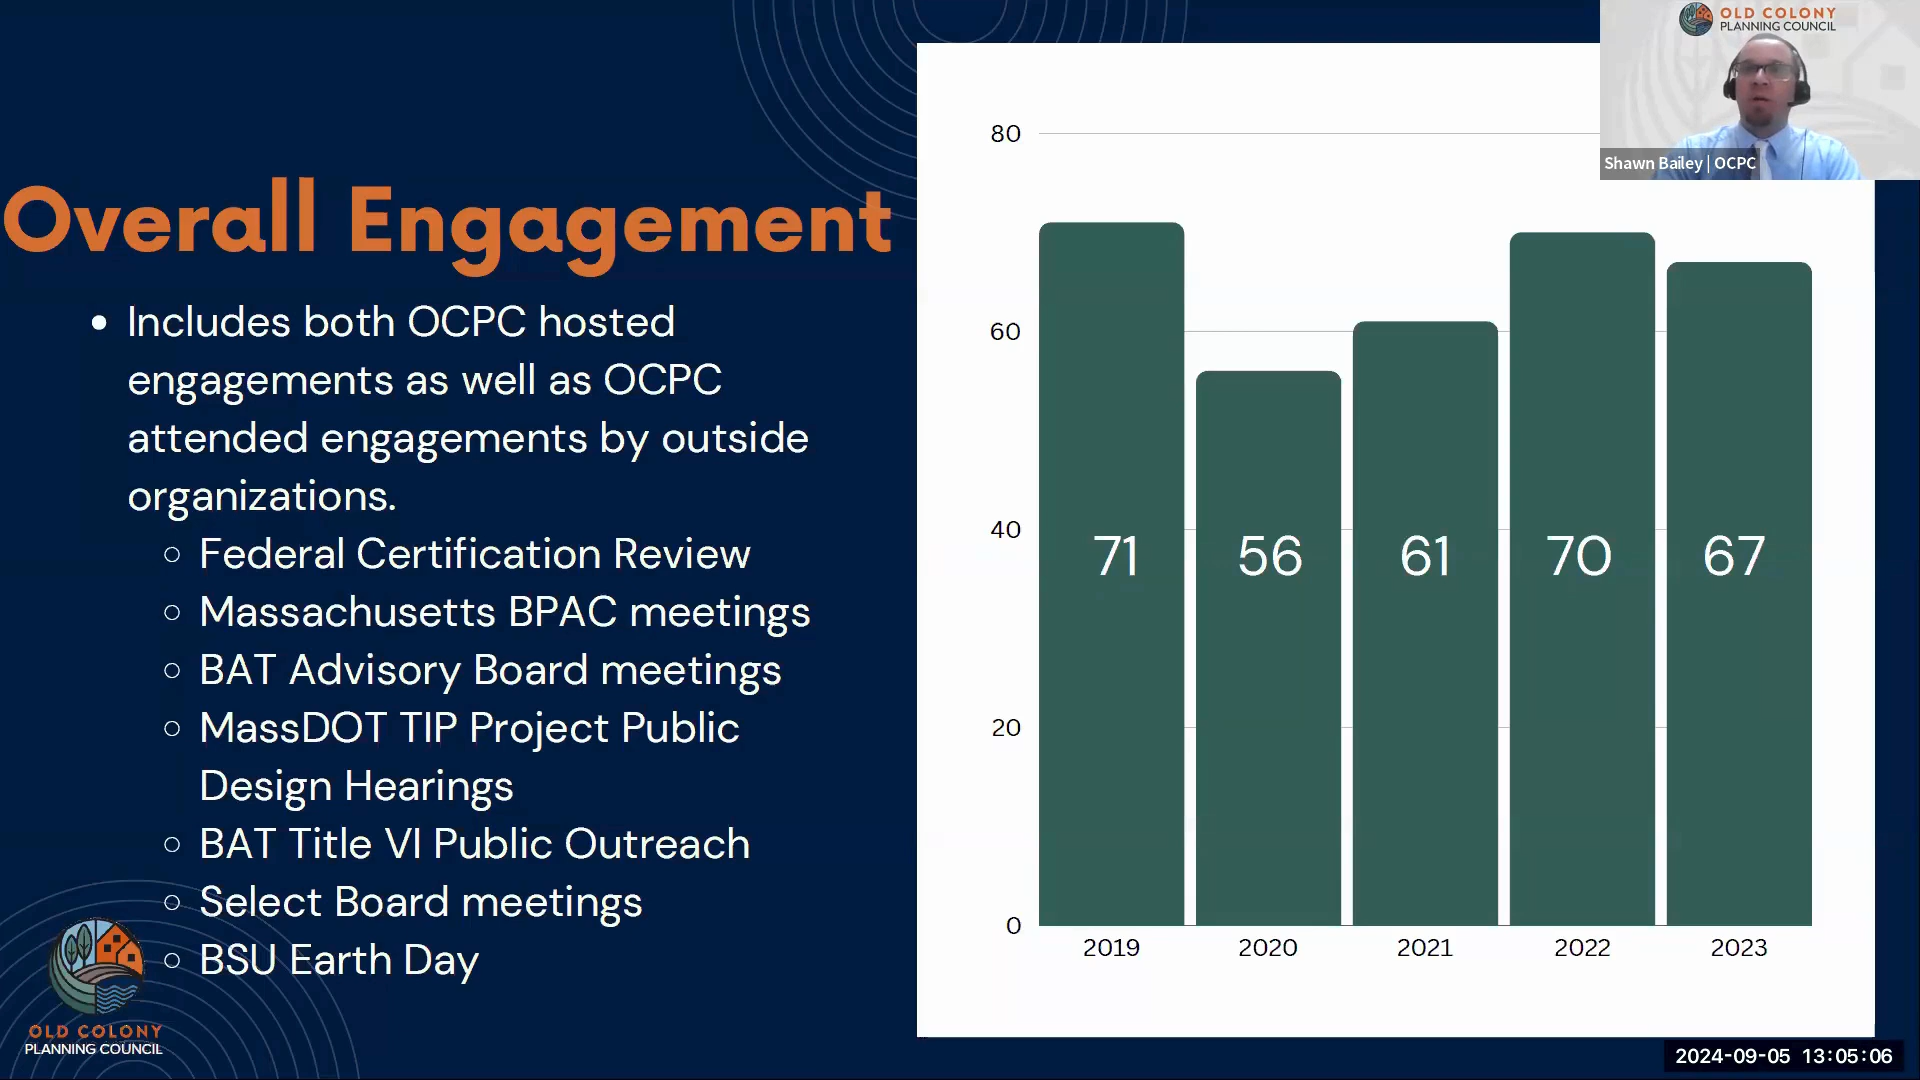 Overall Engagement
• Includes both OCPC hosted
engagements as well as OCPC
attended engagements by outside
organizations.
○ Federal Certification Review
○ Massachusetts BPAC meetings
○ BAT Advisory Board meetings
○ MassDOT TIP Project Public
Design Hearings
○ BAT Title VI Public Outreach
○ Select Board meetings
○ BSU Earth Day
OLD COLONY
PLANNING COUNCIL
80
60
40
20
0
71 56 61 70 67
2019 2020 2021 2022 2023
OLD COLONY
PLANNING COUNCIL
Shawn Bailey | OCPC
2024-09-05 13:05:06